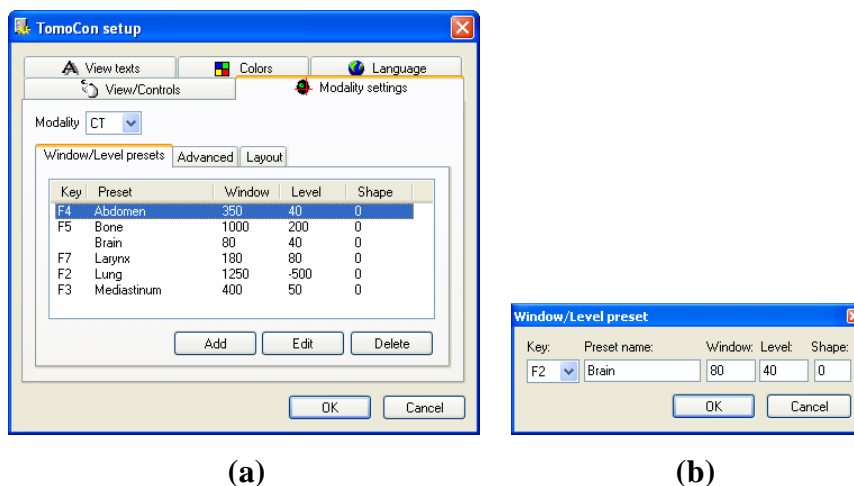 TomoCon setup
View texts Colors Language
View/Controls Modality settings
Modality CT
Window/Level presets Advanced Layout
Key Preset Window Level Shape
F4 Abdomen 350 40 0
F5 Bone 1000 200 0
Brain 80 40 0
F7 Larynx 180 80 0
F2 Lung 1250 -500 0
F3 Mediastinum 400 50 0
Add Edit Delete
OK Cancel
(a)
Window/Level preset
Key: Preset name: Window: Level: Shape:
F2 Brain 80 40 0
OK Cancel
(b)